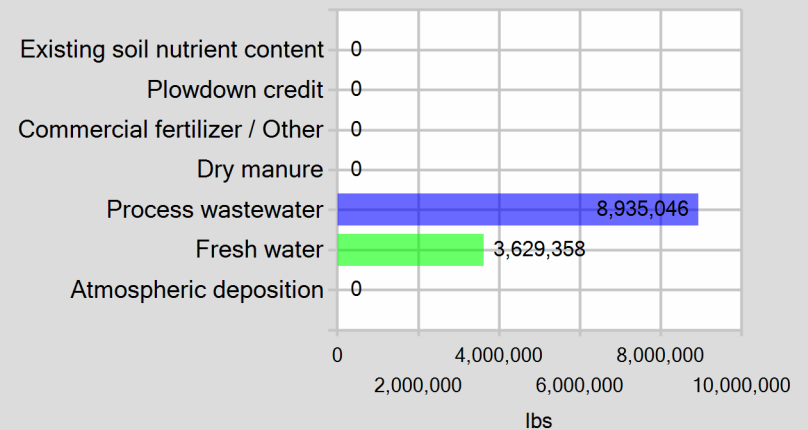 Existing soil nutrient content 0
Plowdown credit 0
Commercial fertilizer / Other 0
Dry manure 0
Process wastewater 8,935,046
Fresh water 3,629,358
Atmospheric deposition 0
0 4,000,000 8,000,000
2,000,000 6,000,000 10,000,000
lbs